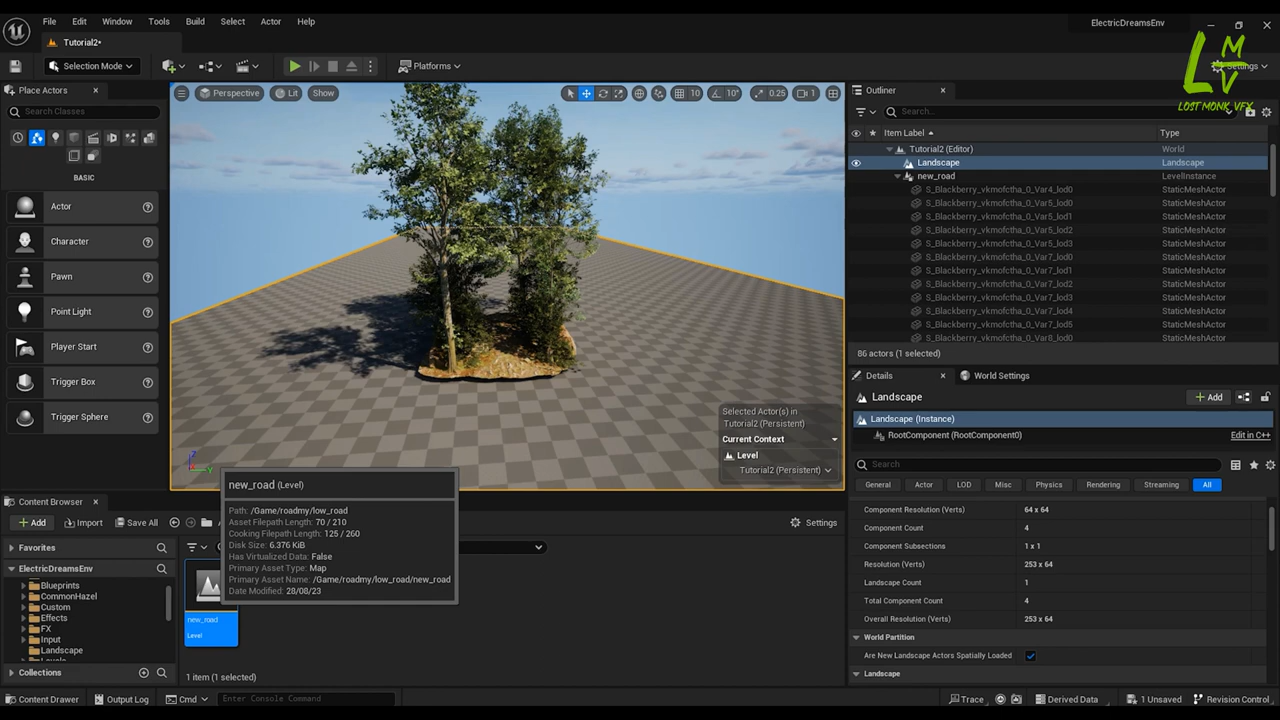 File Edit Window Tools Build Select Actor Help
ElectricDreamsEnv
Tutorial2*
Selection Mode
Platforms
Settings
L
M
V
LOST MONK_VFX
Place Actors
Search Classes
BASIC
Actor
Character
Pawn
Point Light
Player Start
Trigger Box
Trigger Sphere
Perspective Lit Show
10 10° 0.25 1
Selected Actor(s) in
Tutorial2 (Persistent)
Current Context
Level
Tutorial2 (Persistent)
Outliner
Search...
Item Label Type
Tutorial2 (Editor) World
Landscape Landscape
new_road LevelInstance
S_Blackberry_vkmofctha_0_Var4_lod0 StaticMeshActor
S_Blackberry_vkmofctha_0_Var5_lod0 StaticMeshActor
S_Blackberry_vkmofctha_0_Var5_lod1 StaticMeshActor
S_Blackberry_vkmofctha_0_Var5_lod2 StaticMeshActor
S_Blackberry_vkmofctha_0_Var5_lod3 StaticMeshActor
S_Blackberry_vkmofctha_0_Var7_lod0 StaticMeshActor
S_Blackberry_vkmofctha_0_Var7_lod1 StaticMeshActor
S_Blackberry_vkmofctha_0_Var7_lod2 StaticMeshActor
S_Blackberry_vkmofctha_0_Var7_lod3 StaticMeshActor
S_Blackberry_vkmofctha_0_Var7_lod4 StaticMeshActor
S_Blackberry_vkmofctha_0_Var7_lod5 StaticMeshActor
S_Blackberry_vkmofctha_0_Var8_lod0 StaticMeshActor
86 actors (1 selected)
Details World Settings
Landscape
Add
Landscape (Instance)
RootComponent (RootComponent0) Edit in C++
Search
General Actor LOD Misc Physics Rendering Streaming All
Component Resolution (Verts) 64 x 64
Component Count 4
Component Subsections 1 x 1
Resolution (Verts) 253 x 64
Landscape Count 1
Total Component Count 4
Overall Resolution (Verts) 253 x 64
World Partition
Are New Landscape Actors Spatially Loaded
Landscape
Content Browser
Add Import Save All
Settings
Favorites
ElectricDreamsEnv
Blueprints
CommonHazel
Custom
Effects
FX
Input
Landscape
Collections
new_road (Level)
Path: /Game/roadmy/low_road
Asset Filepath Length: 70 / 210
Cooking Filepath Length: 125 / 260
Disk Size: 6.376 KiB
Has Virtualized Data: False
Primary Asset Type: Map
Primary Asset Name: /Game/roadmy/low_road/new_road
Date Modified: 28/08/23
new_road
Level
1 item (1 selected)
Content Drawer Output Log Cmd Enter Console Command
Trace Derived Data 1 Unsaved Revision Control